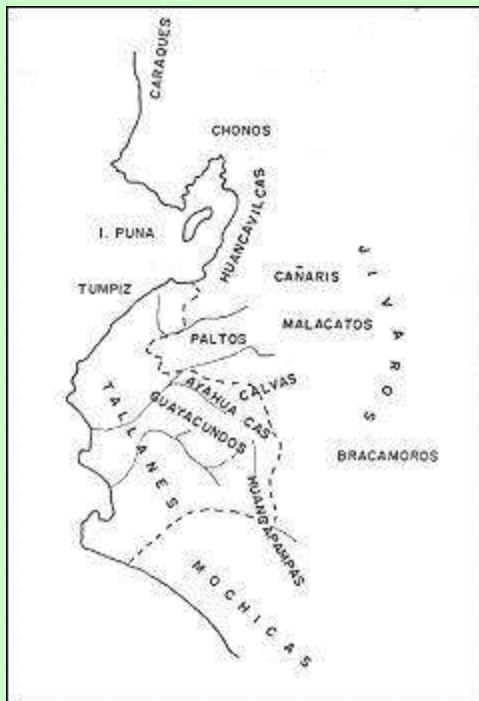 CARAQUES
CHONOS
HUANCAVILCAS
I. PUNA
CAÑARIS
TUMPIZ
JIVAROS
MALACATOS
PALTOS
CALVAS
AYAHUACAS
GUAYACUNDOS
TALLANES
BRACAMOROS
HUANCAPAMPAS
MOCHICAS